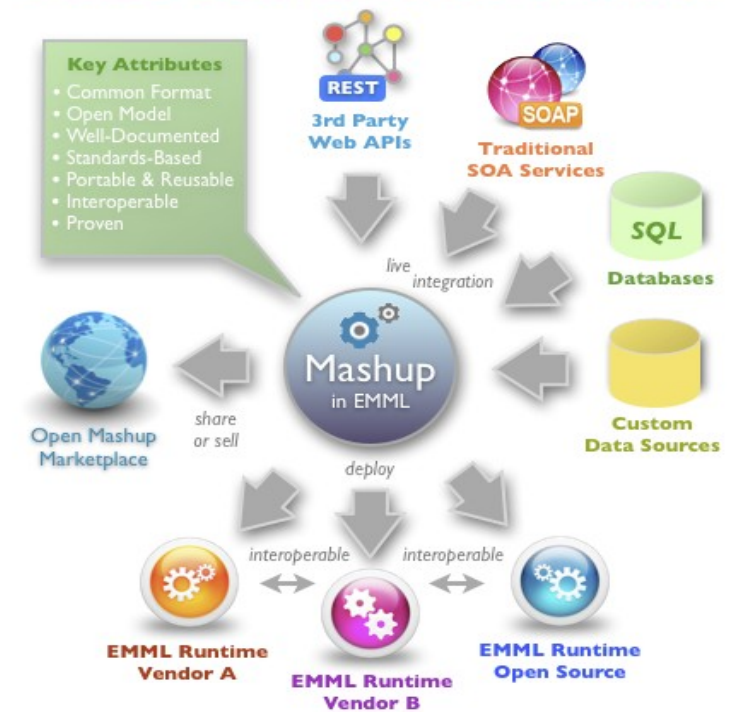 Key Attributes
• Common Format
• Open Model
• Well-Documented
• Standards-Based
• Portable & Reusable
• Interoperable
• Proven
REST
3rd Party
Web APIs
SOAP
Traditional
SOA Services
SQL
Databases
live
integration
Mashup
in EMML
Custom
Data Sources
share
or sell
Open Mashup
Marketplace
deploy
interoperable
interoperable
EMML Runtime
Vendor A
EMML Runtime
Vendor B
EMML Runtime
Open Source